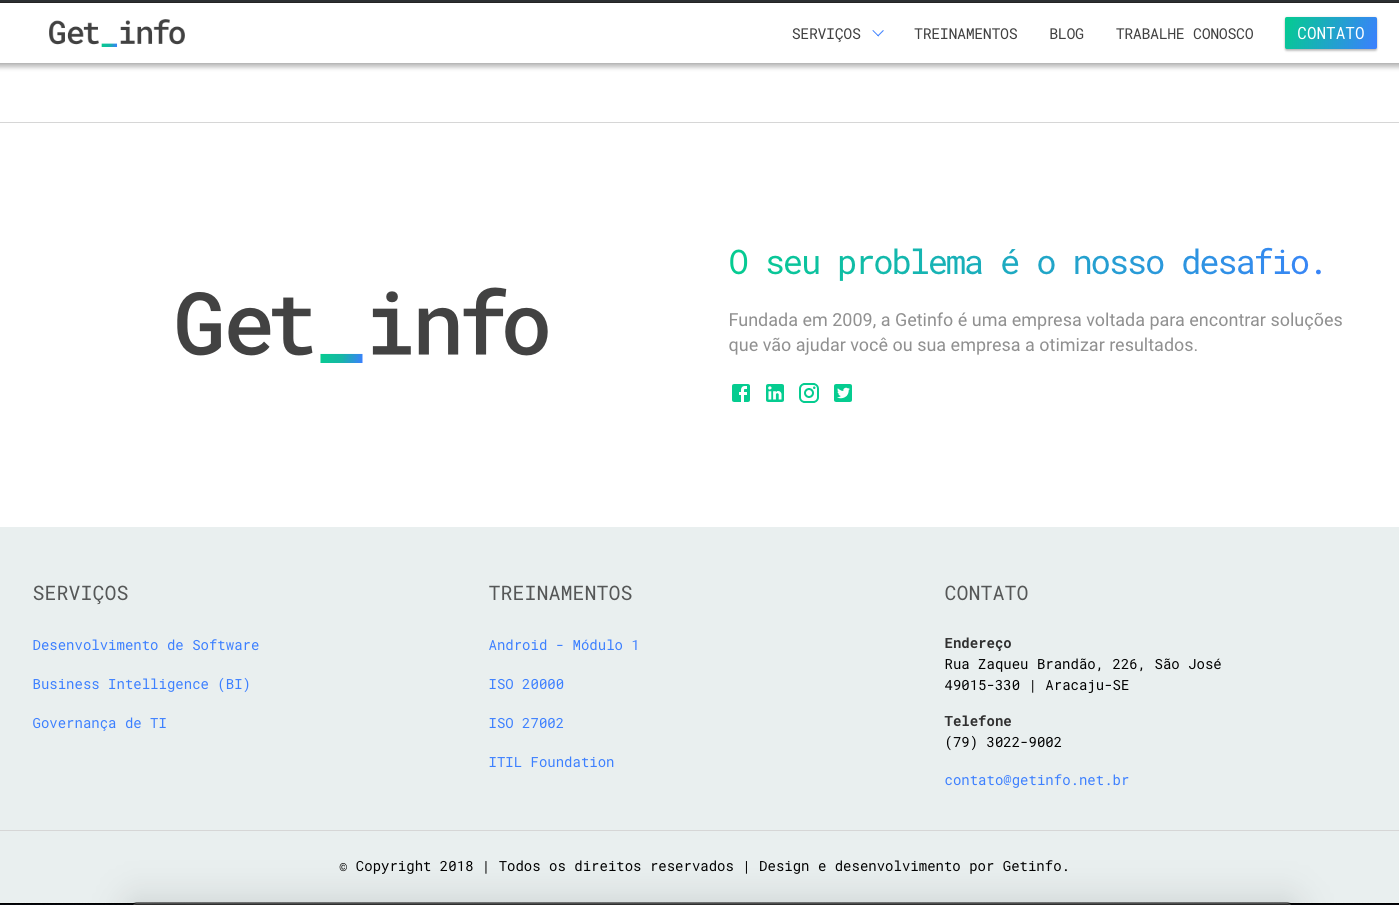 Get_info
SERVIÇOS
TREINAMENTOS
BLOG
TRABALHE CONOSCO
CONTATO
Get_info
O seu problema é o nosso desafio.
Fundada em 2009, a Getinfo é uma empresa voltada para encontrar soluções
que vão ajudar você ou sua empresa a otimizar resultados.
SERVIÇOS
Desenvolvimento de Software
Business Intelligence (BI)
Governança de TI
TREINAMENTOS
Android - Módulo 1
ISO 20000
ISO 27002
ITIL Foundation
CONTATO
Endereço
Rua Zaqueu Brandão, 226, São José
49015-330 | Aracaju-SE
Telefone
(79) 3022-9002
contato@getinfo.net.br
© Copyright 2018 | Todos os direitos reservados | Design e desenvolvimento por Getinfo.